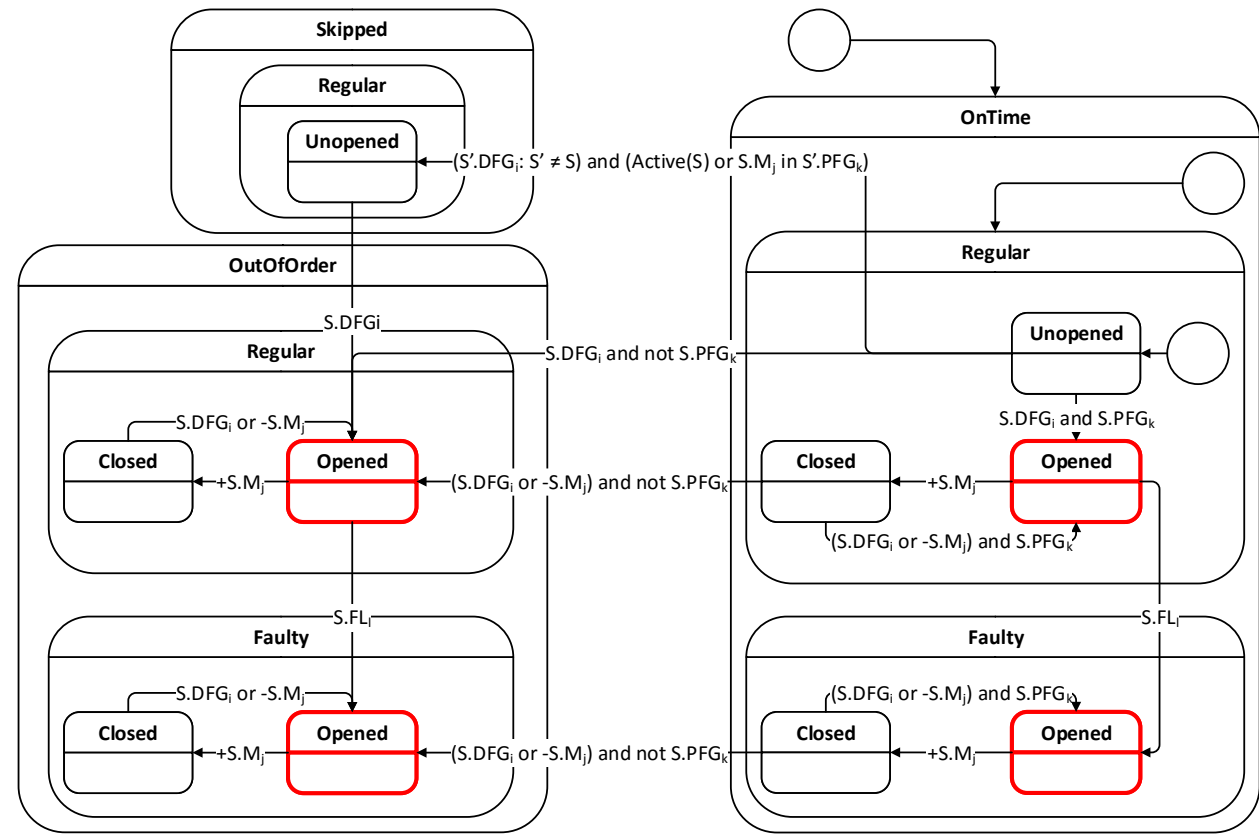 Skipped
Regular
Unopened
OnTime
(S'.DFGi: S' ≠ S) and (Active(S) or S.Mj in S'.PFGk)
Regular
Unopened
OutOfOrder
S.DFGi
Regular
S.DFGi and not S.PFGk
S.DFGi and S.PFGk
S.DFGi or -S.Mj
Closed
Opened
Closed
Opened
+S.Mj
(S.DFGi or -S.Mj) and not S.PFGk
+S.Mj
(S.DFGi or -S.Mj) and S.PFGk
S.FLl
S.FLl
Faulty
Faulty
S.DFGi or -S.Mj
(S.DFGi or -S.Mj) and S.PFGk
Closed
Opened
Closed
Opened
+S.Mj
(S.DFGi or -S.Mj) and not S.PFGk
+S.Mj